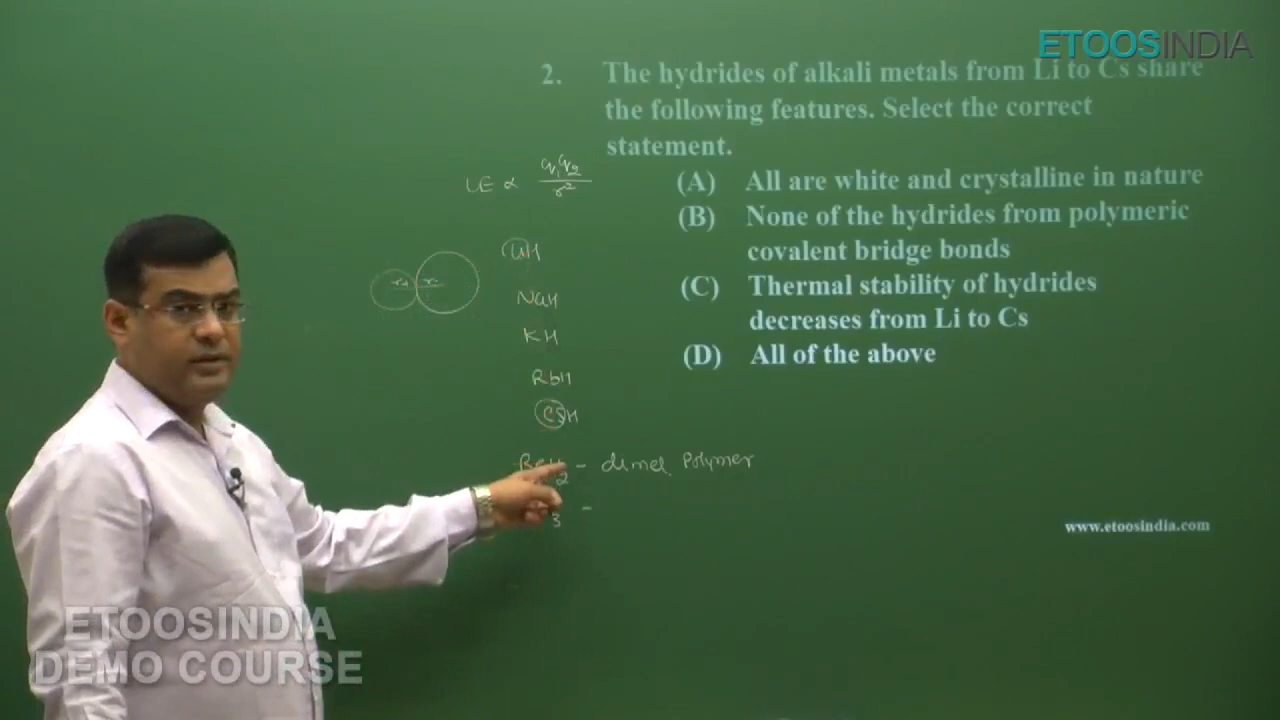 ETOOSINDIA
2. The hydrides of alkali metals from Li to Cs share
the following features. Select the correct
statement.
(A) All are white and crystalline in nature
(B) None of the hydrides from polymeric
covalent bridge bonds
(C) Thermal stability of hydrides
decreases from Li to Cs
(D) All of the above
LE ∝ q₁q₂ / r²
r+ r-
LiH
NaH
KH
RbH
CsH
BeH₂ - dimer, Polymer
3 -
www.etoosindia.com
ETOOSINDIA
DEMO COURSE